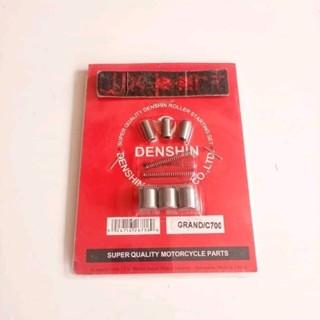 SUPER QUALITY DENSHIN ROLLER STARTING SET
DENSHIN
DENSHIN CO.,LTD.
GRAND/C700
SUPER QUALITY MOTORCYCLE PARTS